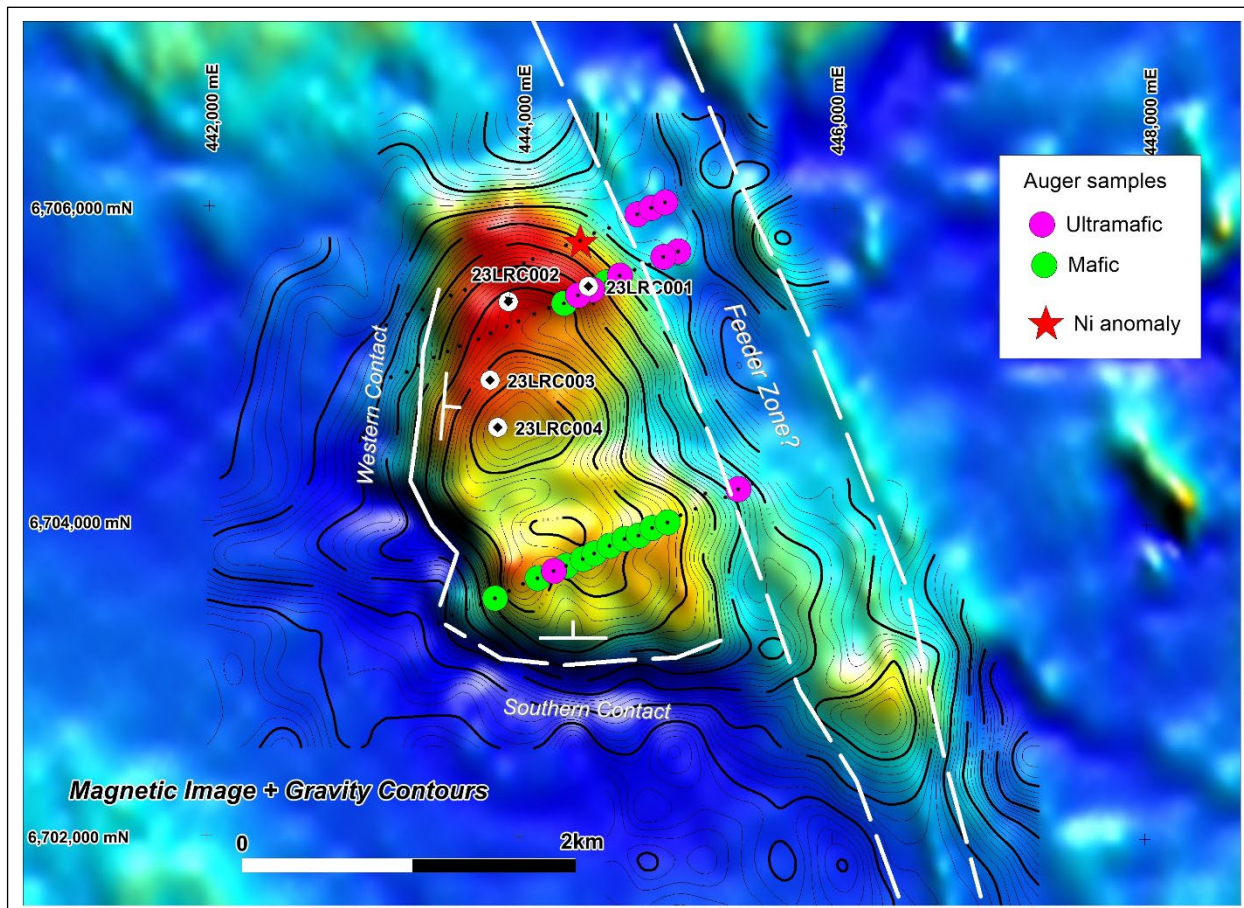 442,000 mE
444,000 mE
446,000 mE
448,000 mE
Auger samples
Ultramafic
Mafic
Ni anomaly
6,706,000 mN
23LRC002
23LRC001
23LRC003
23LRC004
Western Contact
Feeder Zone?
6,704,000 mN
Southern Contact
Magnetic Image + Gravity Contours
6,702,000 mN
0
2km